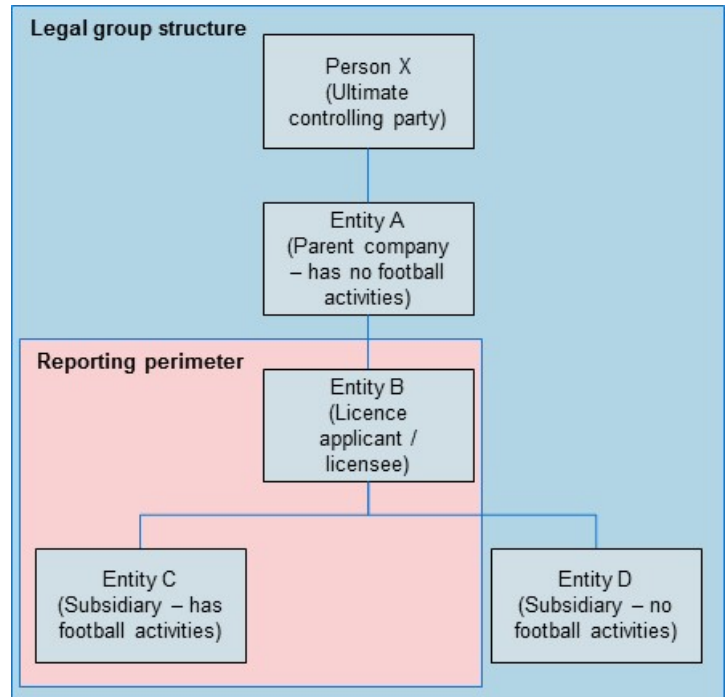 Legal group structure
Person X
(Ultimate
controlling party)
Entity A
(Parent company
– has no football
activities)
Reporting perimeter
Entity B
(Licence
applicant /
licensee)
Entity C
(Subsidiary – has
football activities)
Entity D
(Subsidiary – no
football activities)